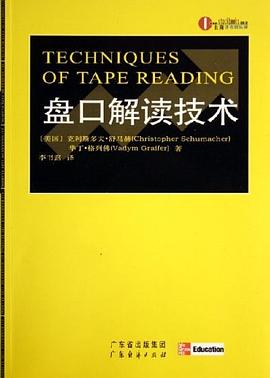 TECHNIQUES
OF TAPE READING
盘口解读技术
〔美国〕克利斯多夫·舒马赫(Christopher Schumacher)
华丁·格列佛(Vadym Graifer) 著
译
广东省出版集团
广东经济出版社
Education